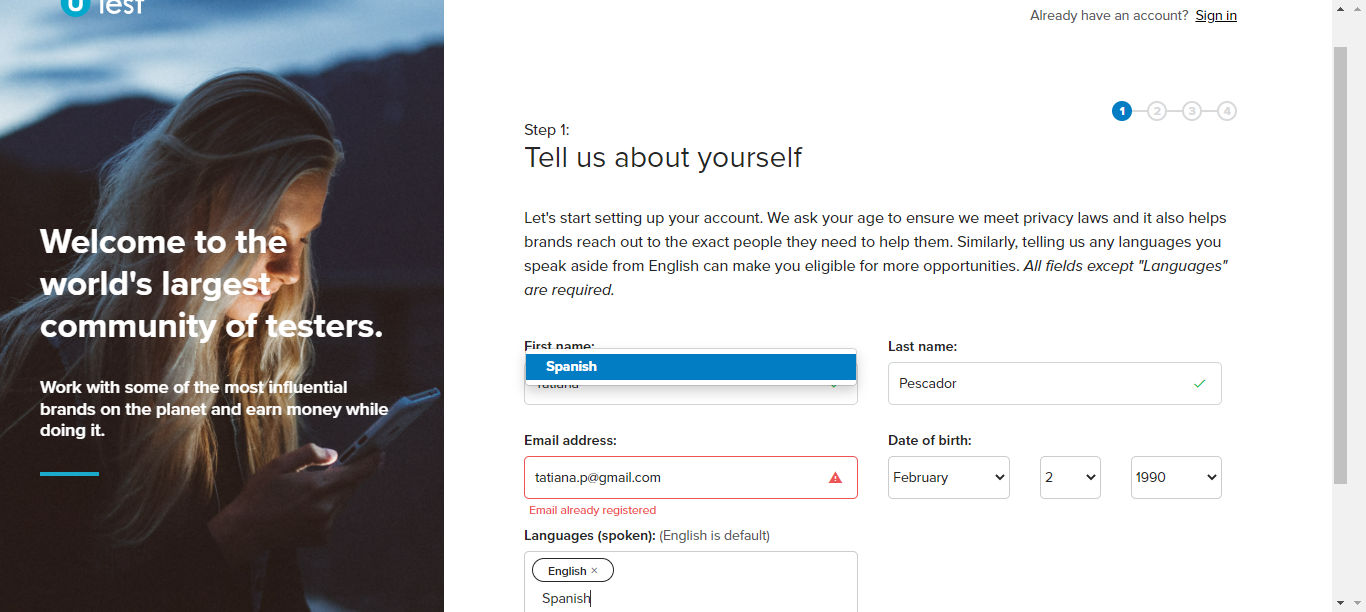 Test
Already have an account? Sign in
1 2 3 4
Step 1:
Tell us about yourself
Let's start setting up your account. We ask your age to ensure we meet privacy laws and it also helps
brands reach out to the exact people they need to help them. Similarly, telling us any languages you
speak aside from English can make you eligible for more opportunities. All fields except "Languages"
are required.
Welcome to the
world's largest
community of testers.
Work with some of the most influential
brands on the planet and earn money while
doing it.
First name:
Last name:
Spanish
Tatiana
Pescador
Email address:
Date of birth:
tatiana.p@gmail.com
February 2 1990
Email already registered
Languages (spoken): (English is default)
English ×
Spanish